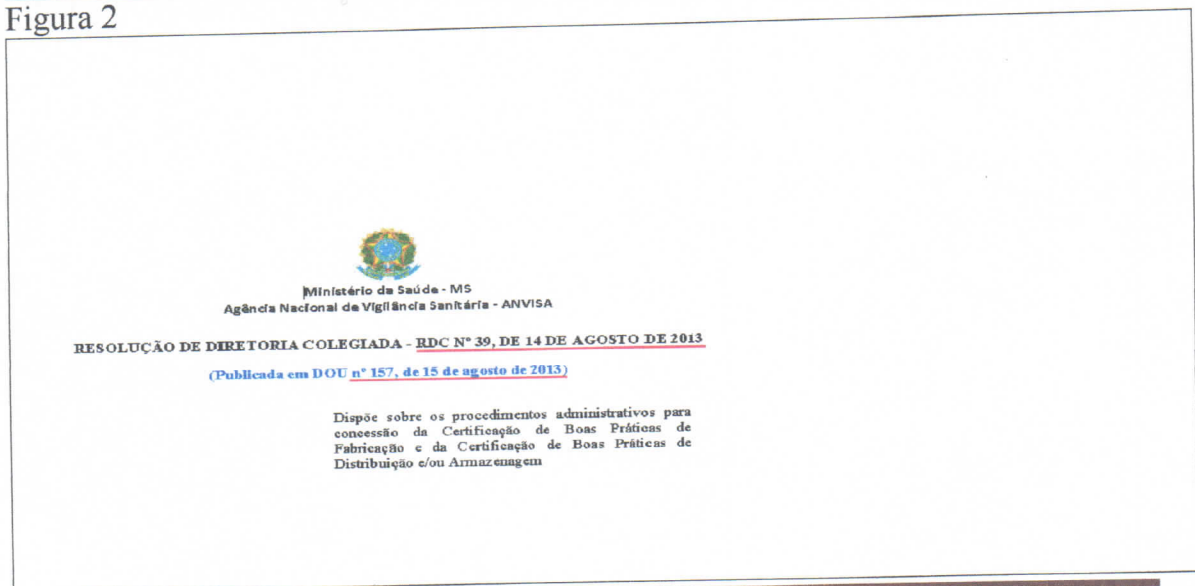 Figura 2
Ministério da Saúde - MS
Agência Nacional de Vigilância Sanitária - ANVISA
RESOLUÇÃO DE DIRETORIA COLEGIADA - RDC Nº 39, DE 14 DE AGOSTO DE 2013
(Publicada em DOU nº 157, de 15 de agosto de 2013)
Dispõe sobre os procedimentos administrativos para
concessão da Certificação de Boas Práticas de
Fabricação e da Certificação de Boas Práticas de
Distribuição e/ou Armazenagem